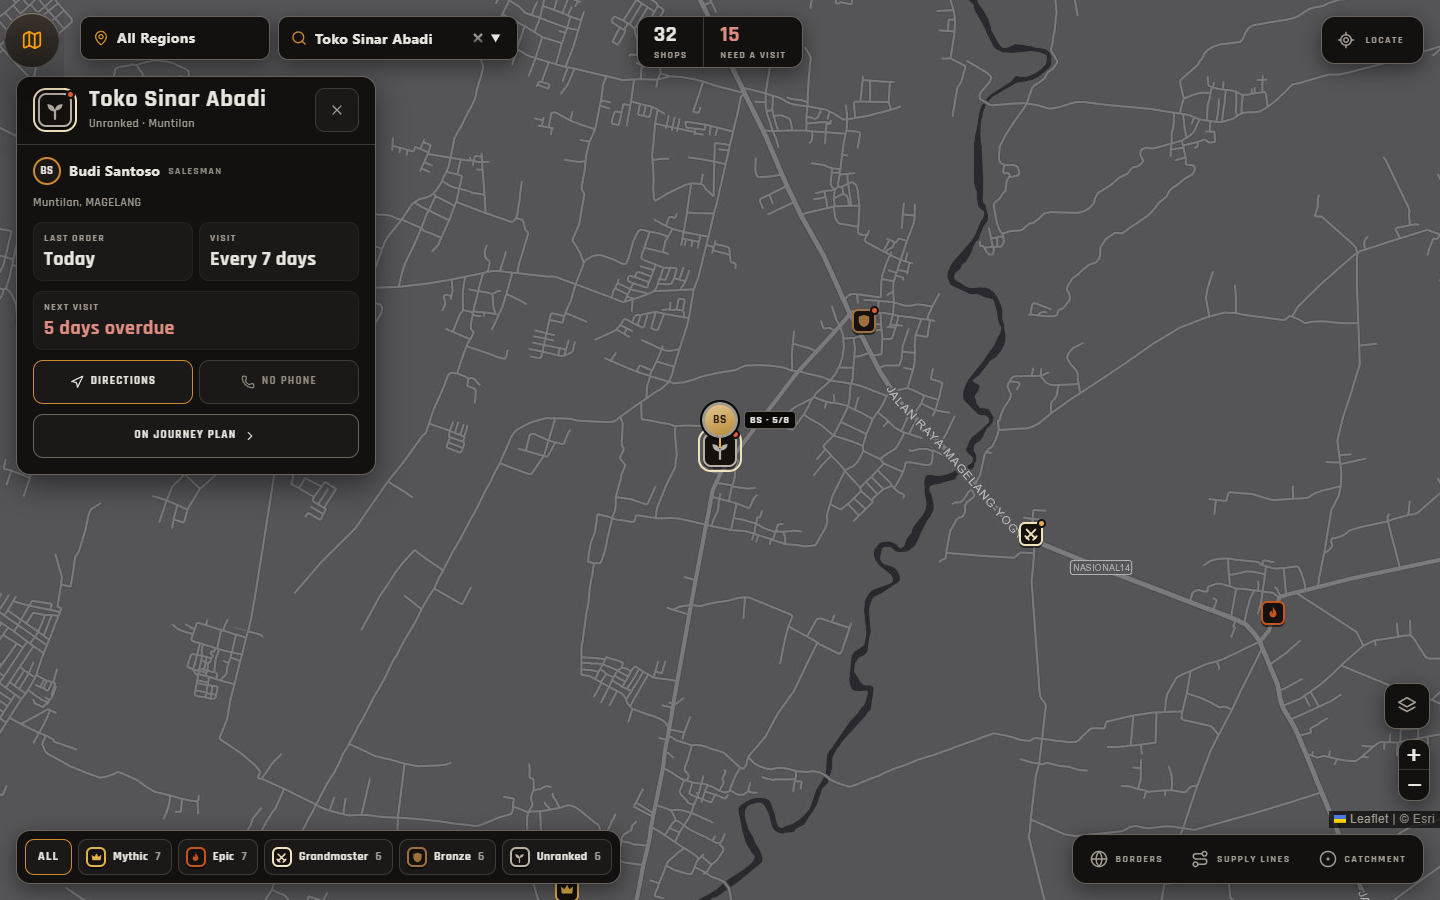 All Regions
Toko Sinar Abadi
32
SHOPS
15
NEED A VISIT
LOCATE
Toko Sinar Abadi
Unranked · Muntilan
BS
Budi Santoso SALESMAN
Muntilan, MAGELANG
LAST ORDER
Today
VISIT
Every 7 days
NEXT VISIT
5 days overdue
DIRECTIONS
NO PHONE
ON JOURNEY PLAN
BS
BS · 5/8
JALAN RAYA MAGELANG-YOG
NASIONAL14
Leaflet | © Esri
ALL
Mythic 7
Epic 7
Grandmaster 6
Bronze 6
Unranked 6
BORDERS
SUPPLY LINES
CATCHMENT